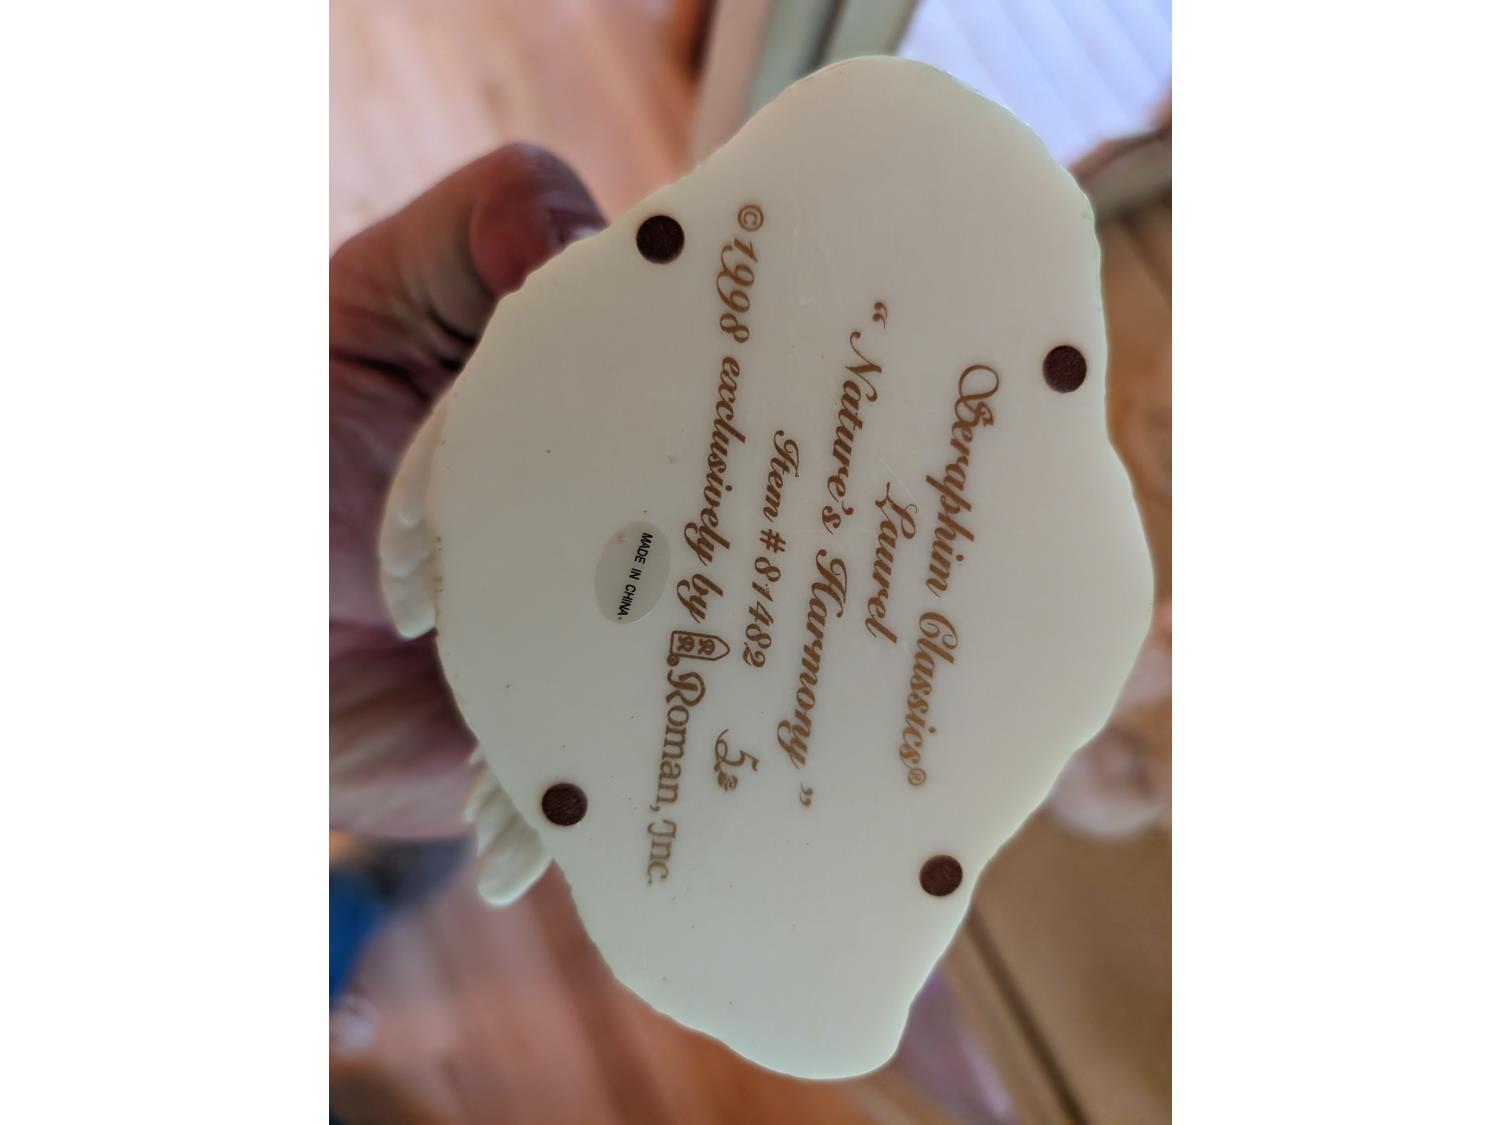 Seraphim Classics®
Laurel
"Nature's Harmony"
Item #81482
©1998 exclusively by Roman, Inc.
MADE IN CHINA.